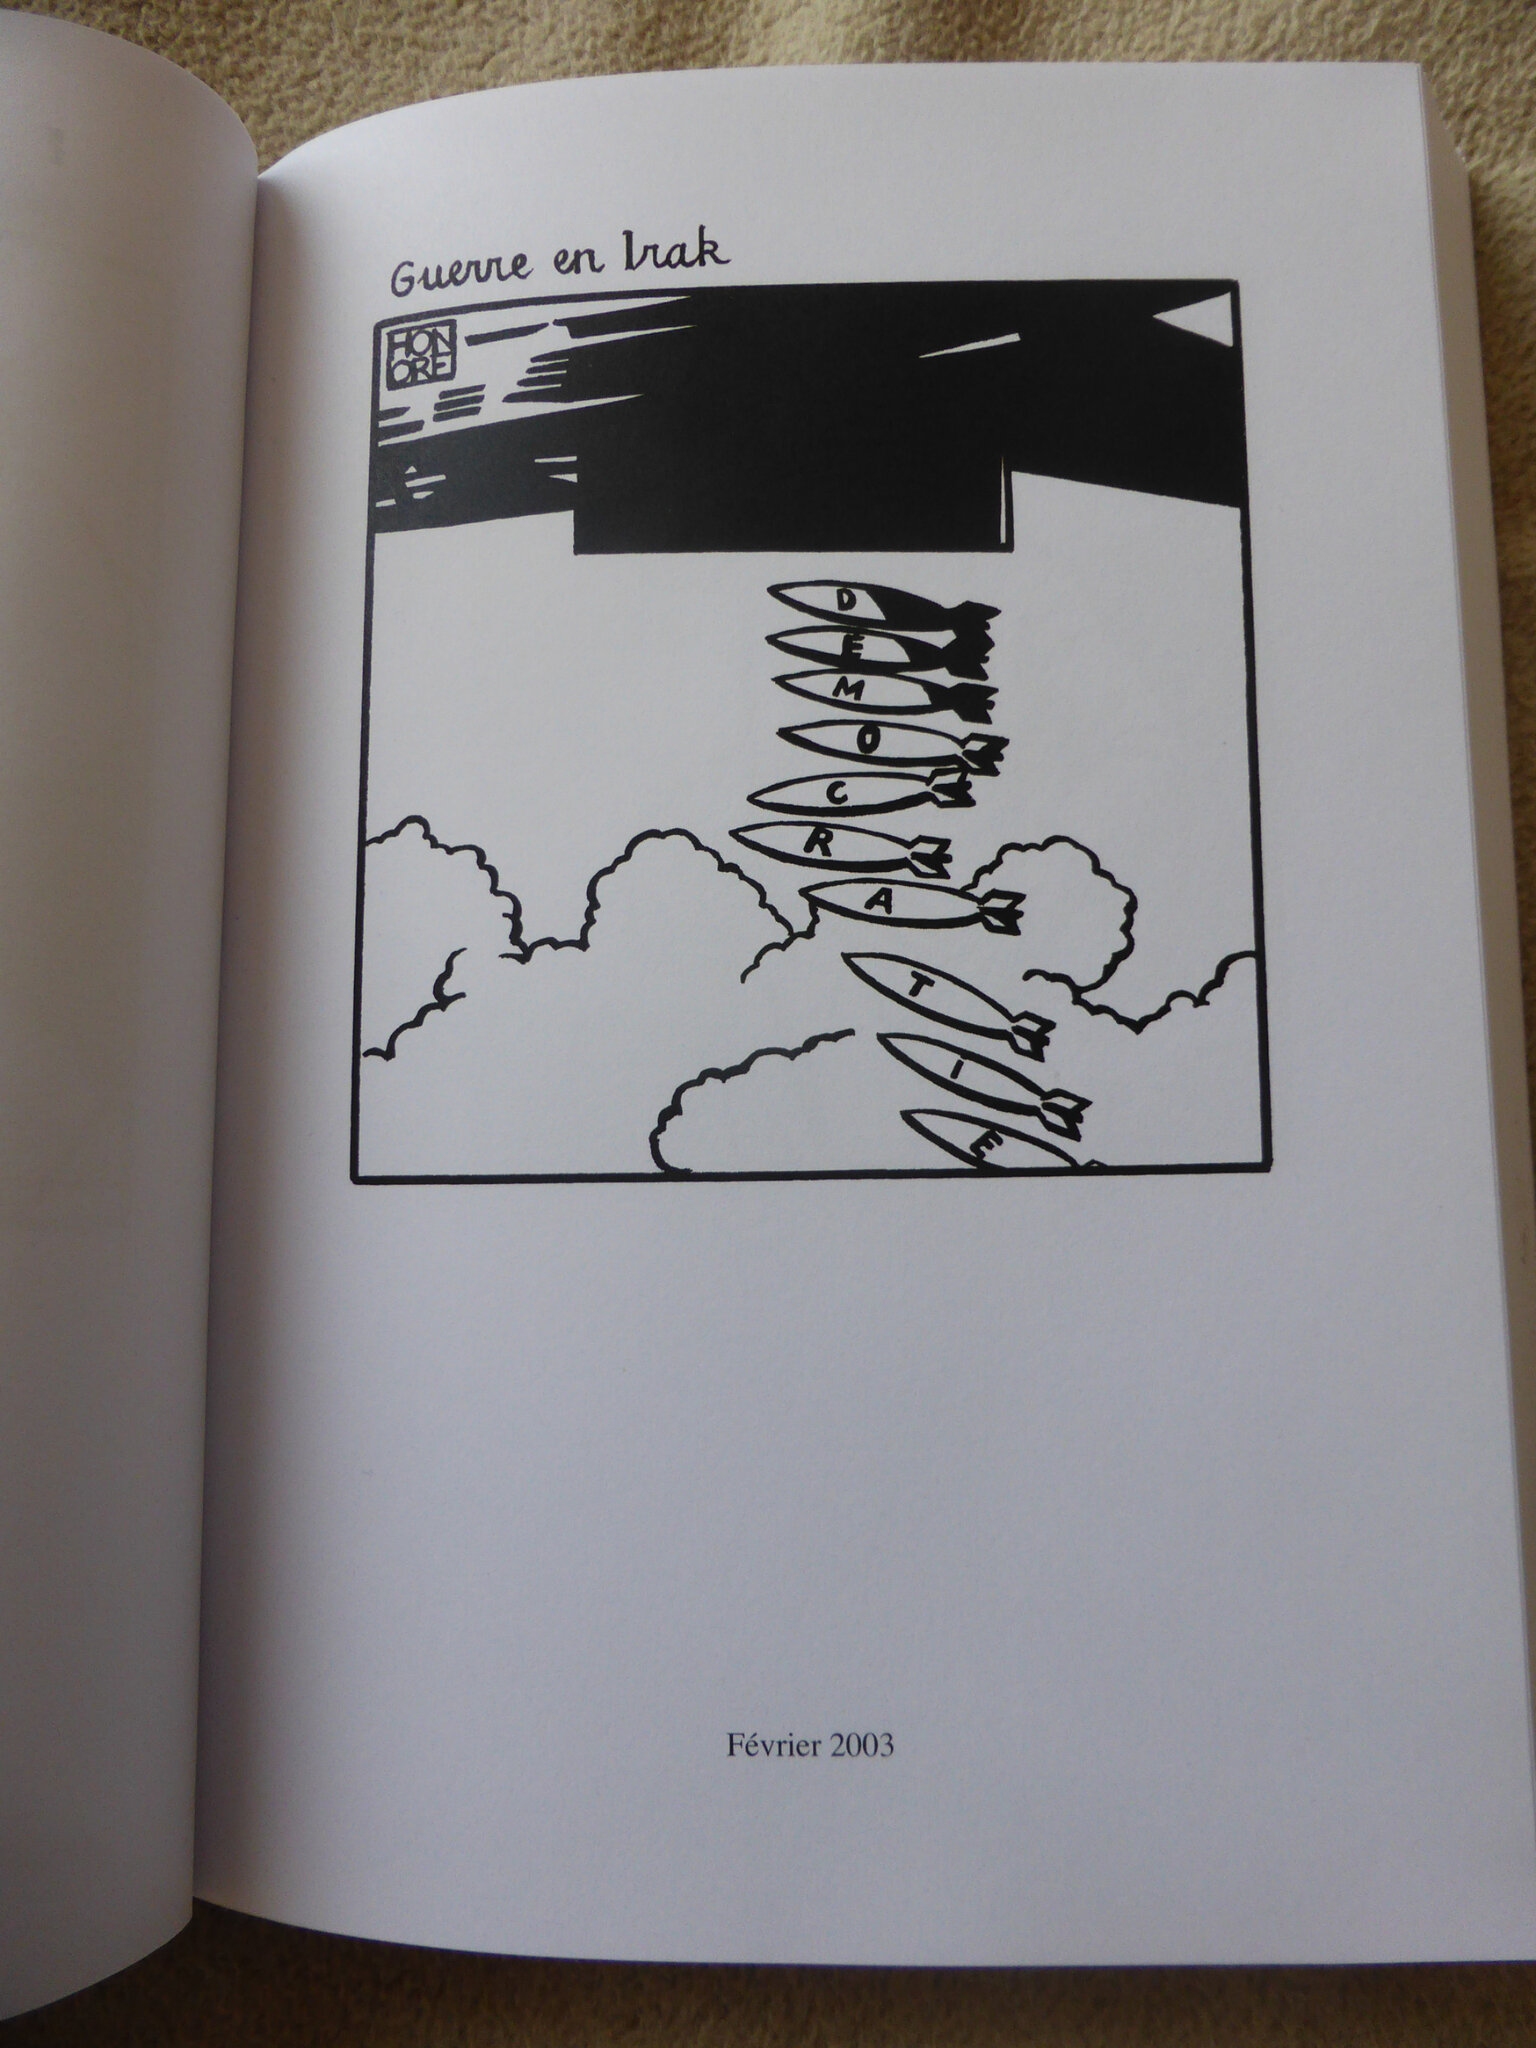 Guerre en Irak
HON
ORE
D
E
M
O
C
R
A
T
I
E
Février 2003